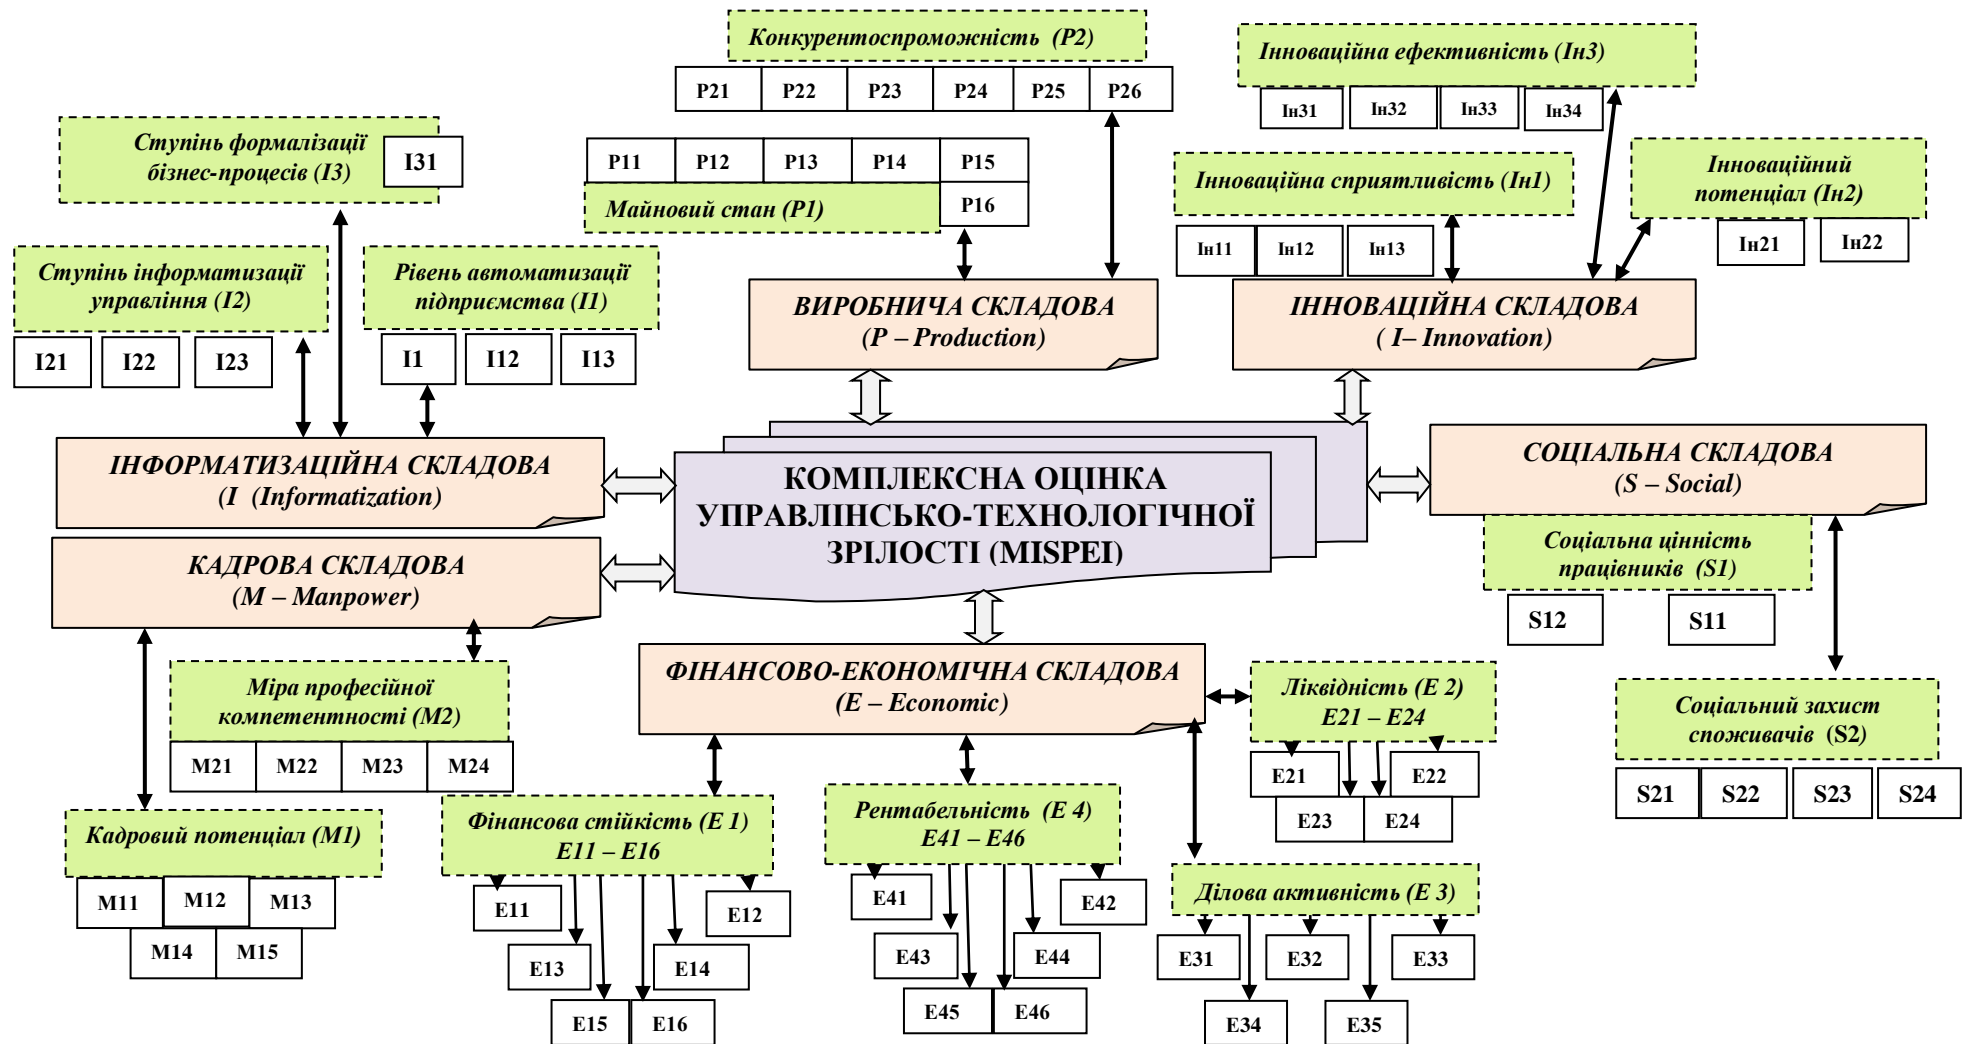 Конкурентоспроможність (P2)
P21 P22 P23 P24 P25 P26
Інноваційна ефективність (Ін3)
Ін31 Ін32 Ін33 Ін34
Ступінь формалізації
бізнес-процесів (I3)
I31
P11 P12 P13 P14 P15
Майновий стан (P1)
P16
Інноваційна сприятливість (Ін1)
Ін11 Ін12 Ін13
Інноваційний
потенціал (Ін2)
Ін21 Ін22
Ступінь інформатизації
управління (I2)
I21 I22 I23
Рівень автоматизації
підприємства (I1)
I1 I12 I13
ВИРОБНИЧА СКЛАДОВА
(P – Production)
ІННОВАЦІЙНА СКЛАДОВА
( I– Innovation)
ІНФОРМАТИЗАЦІЙНА СКЛАДОВА
(I (Informatization)
КОМПЛЕКСНА ОЦІНКА
УПРАВЛІНСЬКО-ТЕХНОЛОГІЧНОЇ
ЗРІЛОСТІ (MISPEI)
СОЦІАЛЬНА СКЛАДОВА
(S – Social)
Соціальна цінність
працівників (S1)
S12 S11
КАДРОВА СКЛАДОВА
(M – Manpower)
Міра професійної
компетентності (M2)
M21 M22 M23 M24
ФІНАНСОВО-ЕКОНОМІЧНА СКЛАДОВА
(E – Economic)
Ліквідність (E 2)
E21 – E24
E21 E22
E23 E24
Соціальний захист
споживачів (S2)
S21 S22 S23 S24
Кадровий потенціал (M1)
M11 M12 M13
M14 M15
Фінансова стійкість (E 1)
E11 – E16
E11 E12
E13 E14
E15 E16
Рентабельність (E 4)
E41 – E46
E41 E42
E43 E44
E45 E46
Ділова активність (E 3)
E31 E32 E33
E34 E35